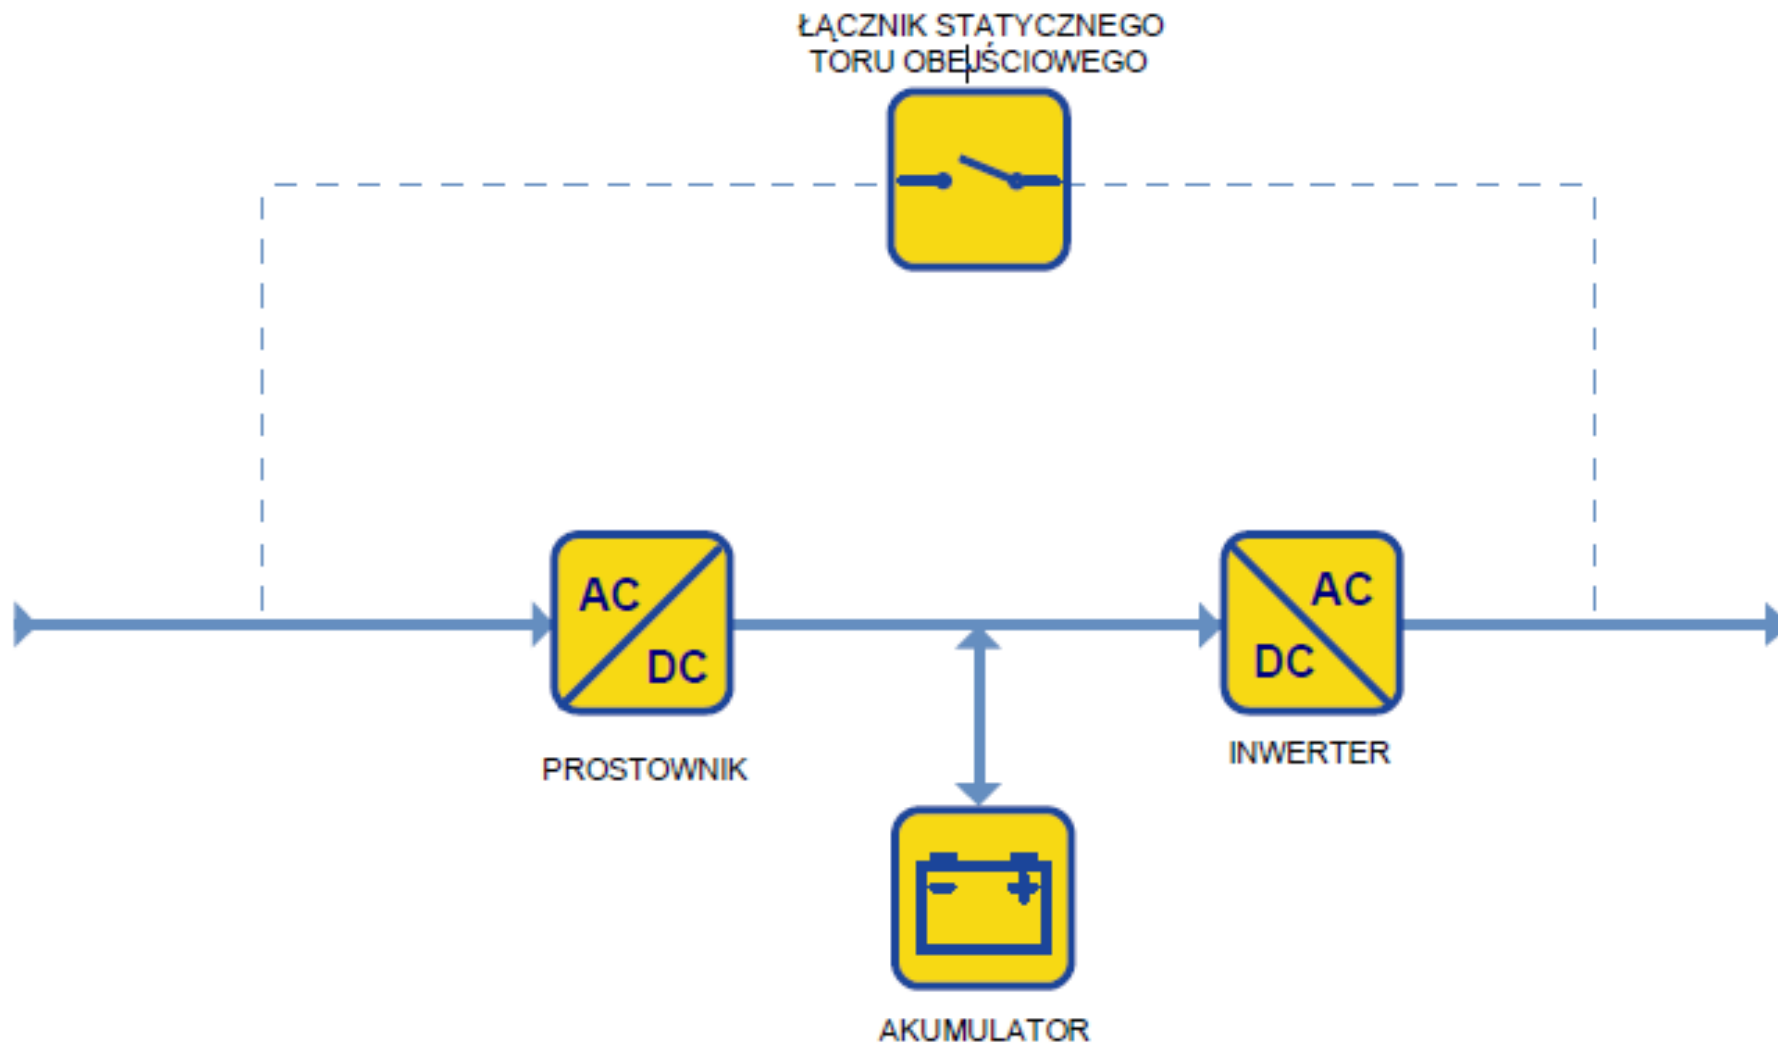 ŁĄCZNIK STATYCZNEGO
TORU OBEJŚCIOWEGO
AC
DC
AC
DC
PROSTOWNIK
INWERTER
- +
AKUMULATOR